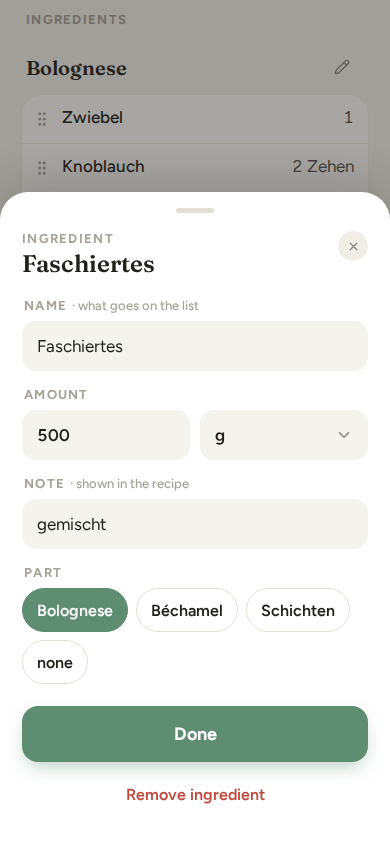 INGREDIENTS
Bolognese
Zwiebel 1
Knoblauch 2 Zehen
INGREDIENT
Faschiertes
NAME · what goes on the list
Faschiertes
AMOUNT
500 g
NOTE · shown in the recipe
gemischt
PART
Bolognese Béchamel Schichten
none
Done
Remove ingredient